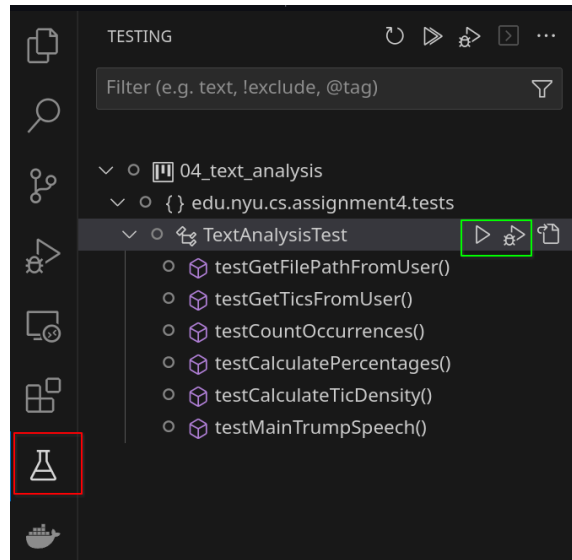 TESTING
Filter (e.g. text, !exclude, @tag)
04_text_analysis
{} edu.nyu.cs.assignment4.tests
TextAnalysisTest
testGetFilePathFromUser()
testGetTicsFromUser()
testCountOccurrences()
testCalculatePercentages()
testCalculateTicDensity()
testMainTrumpSpeech()